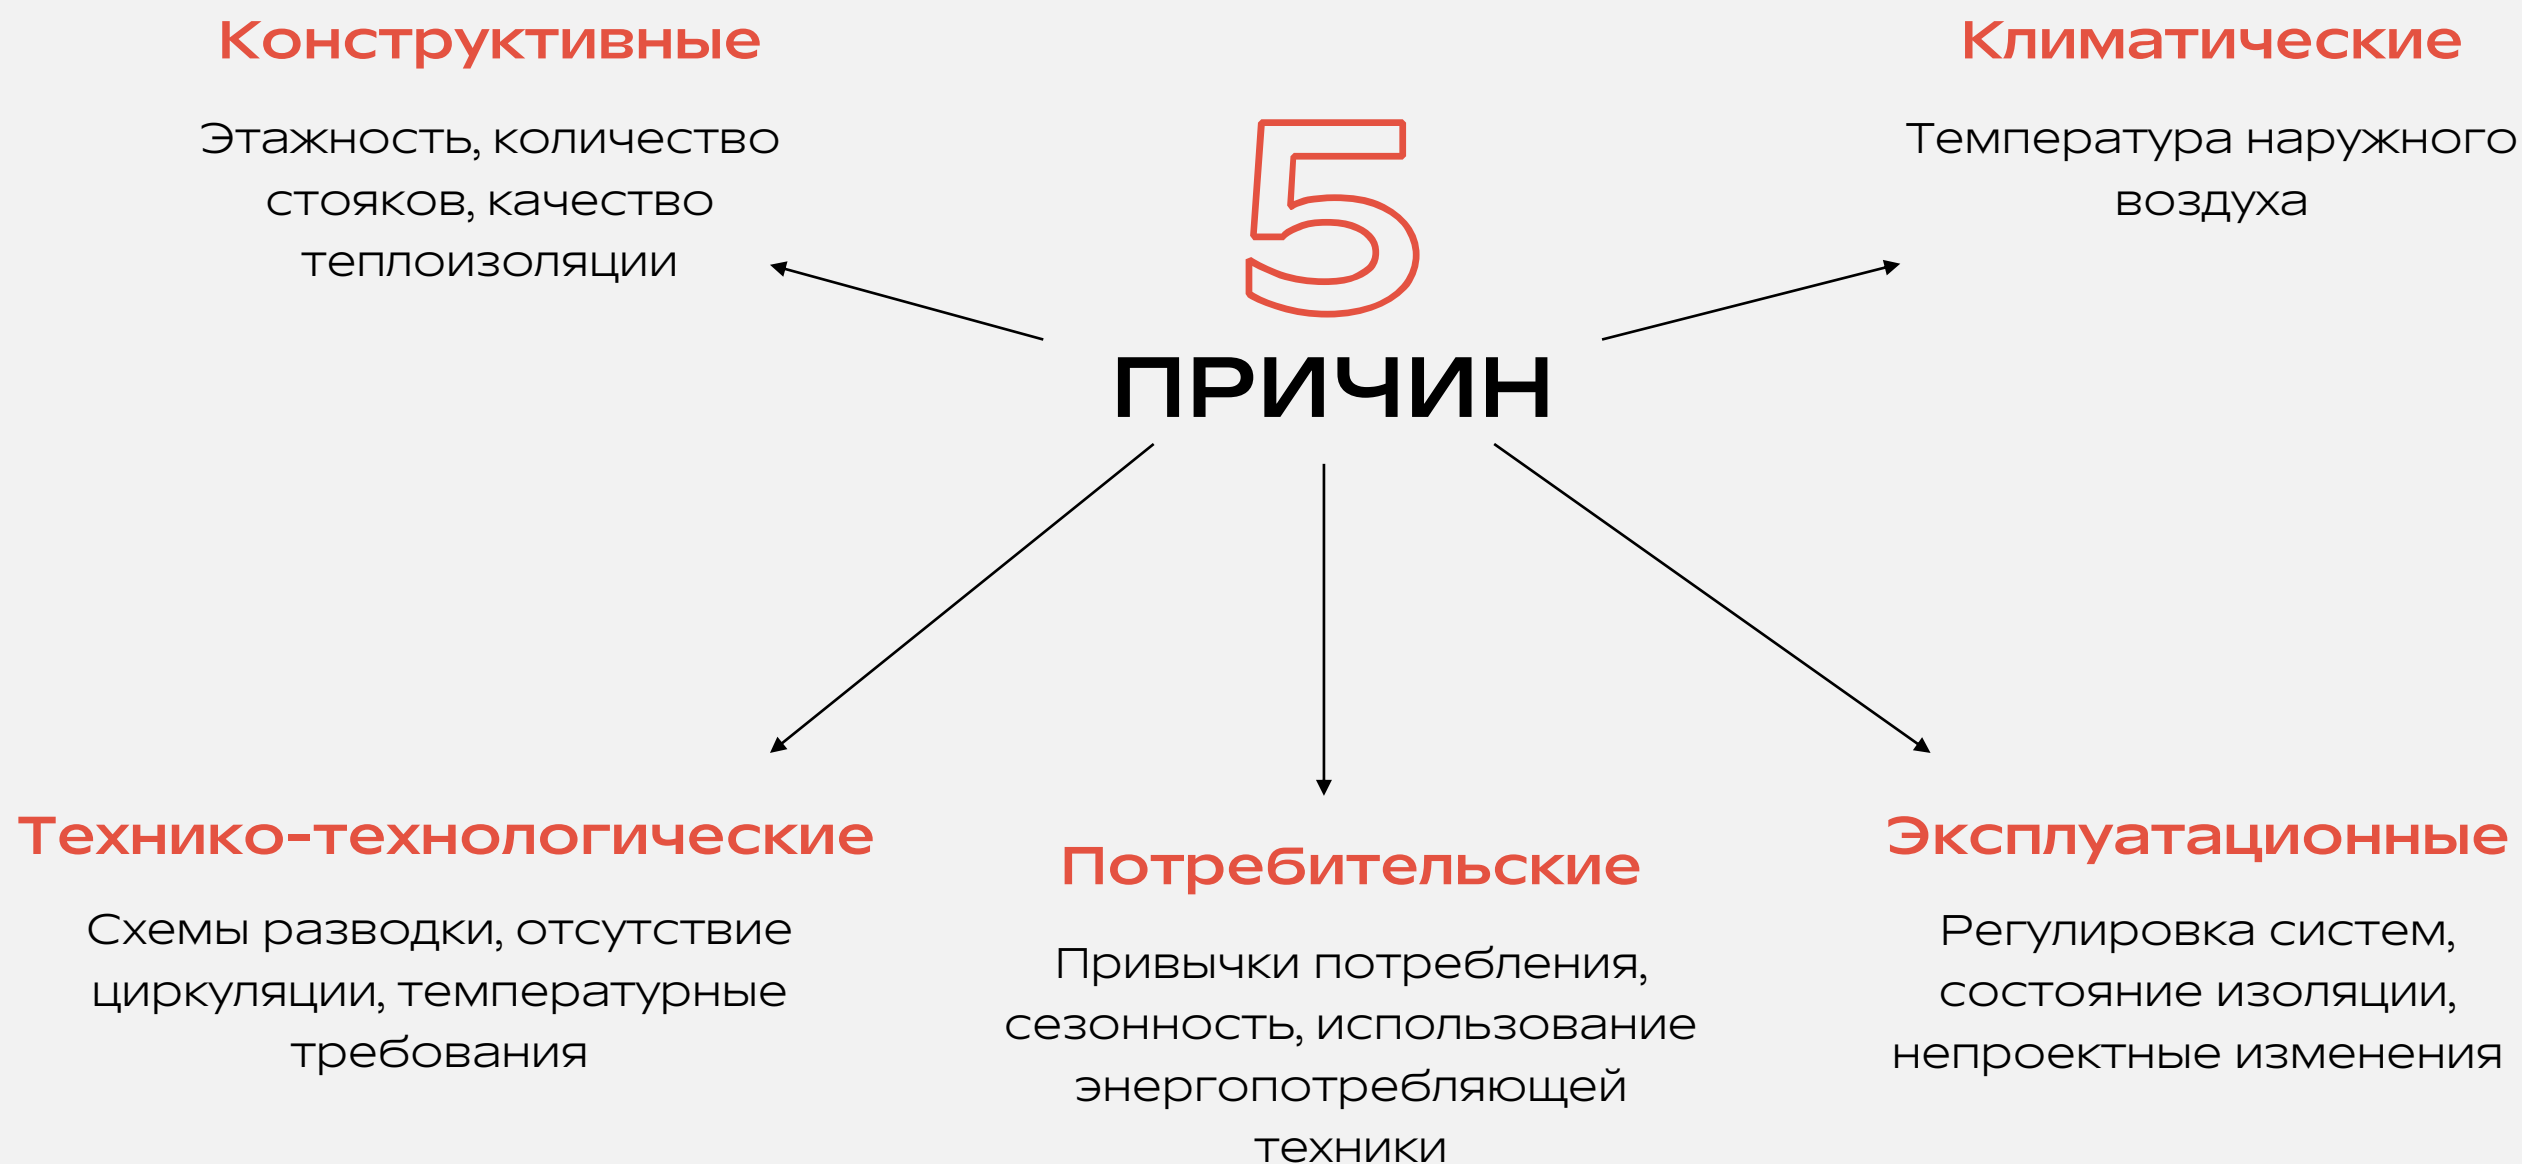 Конструктивные
Этажность, количество
стояков, качество
теплоизоляции
5
ПРИЧИН
Климатические
Температура наружного
воздуха
Технико-технологические
Схемы разводки, отсутствие
циркуляции, температурные
требования
Потребительские
Привычки потребления,
сезонность, использование
энергопотребляющей
техники
Эксплуатационные
Регулировка систем,
состояние изоляции,
непроектные изменения